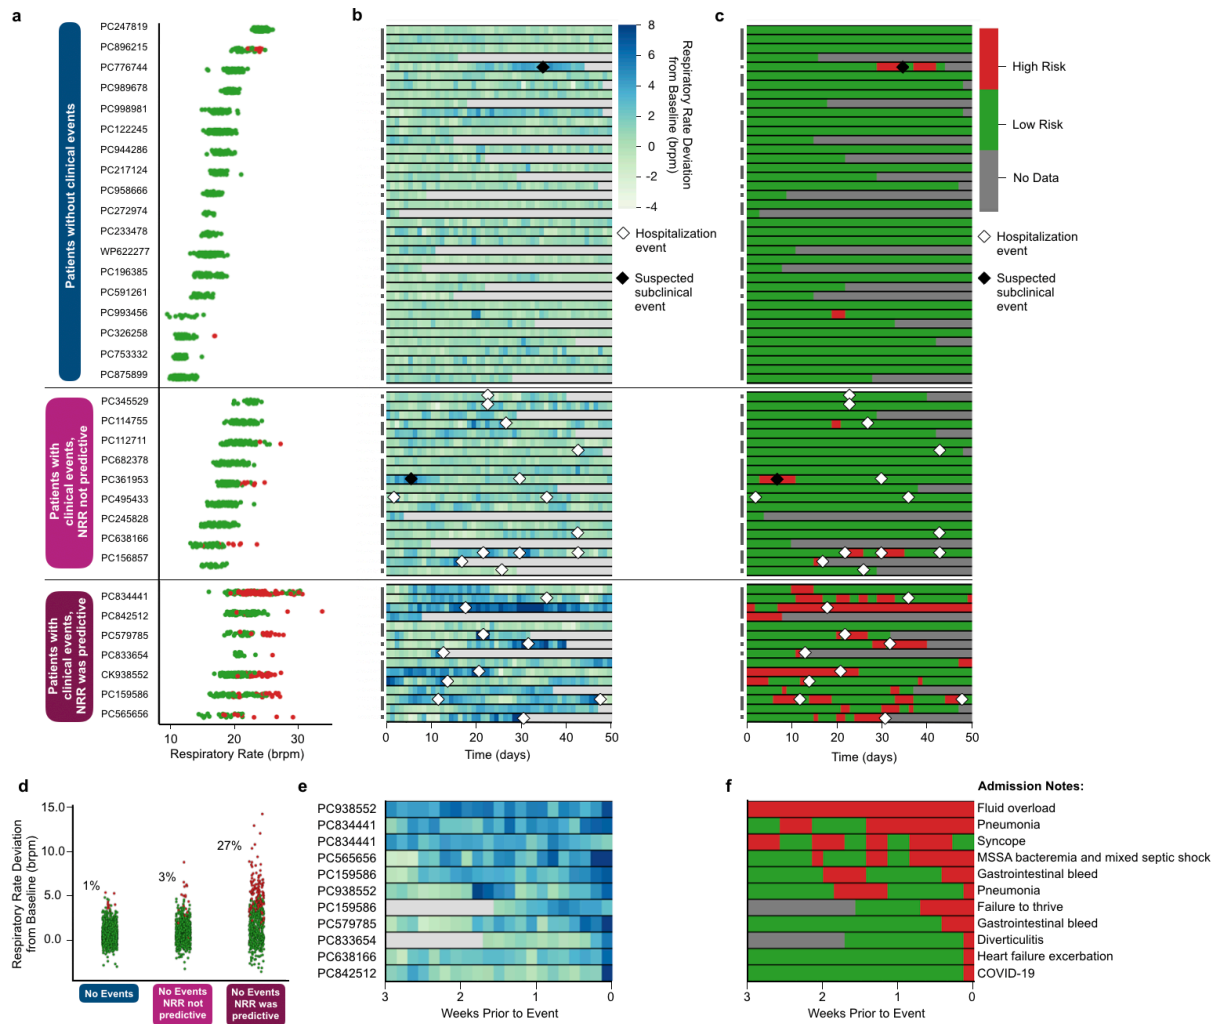 a
Patients without clinical events
PC247819
PC896215
PC776744
PC989678
PC998981
PC122245
PC944286
PC217124
PC958666
PC272974
PC233478
WP622277
PC196385
PC591261
PC993456
PC326258
PC753332
PC875899
Patients with
clinical events,
NRR not predictive
PC345529
PC114755
PC112711
PC682378
PC361953
PC495433
PC245828
PC638166
PC156857
Patients with
clinical events,
NRR was predictive
PC834441
PC842512
PC579785
PC833654
CK938552
PC159586
PC565656
10
20
30
Respiratory Rate (brpm)
b
8
6
4
2
0
-2
-4
Respiratory Rate Deviation
from Baseline (brpm)
Hospitalization
event
Suspected
subclinical
event
0
10
20
30
40
50
Time (days)
c
High Risk
Low Risk
No Data
Hospitalization
event
Suspected
subclinical
event
0
10
20
30
40
50
Time (days)
d
Respiratory Rate Deviation
from Baseline (brpm)
15.0
10.0
5.0
0.0
1%
3%
27%
No Events
No Events
NRR not
predictive
No Events
NRR was
predictive
e
PC938552
PC834441
PC834441
PC565656
PC159586
PC938552
PC159586
PC579785
PC833654
PC638166
PC842512
3
2
1
0
Weeks Prior to Event
f
Admission Notes:
Fluid overload
Pneumonia
Syncope
MSSA bacteremia and mixed septic shock
Gastrointestinal bleed
Pneumonia
Failure to thrive
Gastrointestinal bleed
Diverticulitis
Heart failure excerbation
COVID-19
3
2
1
0
Weeks Prior to Event